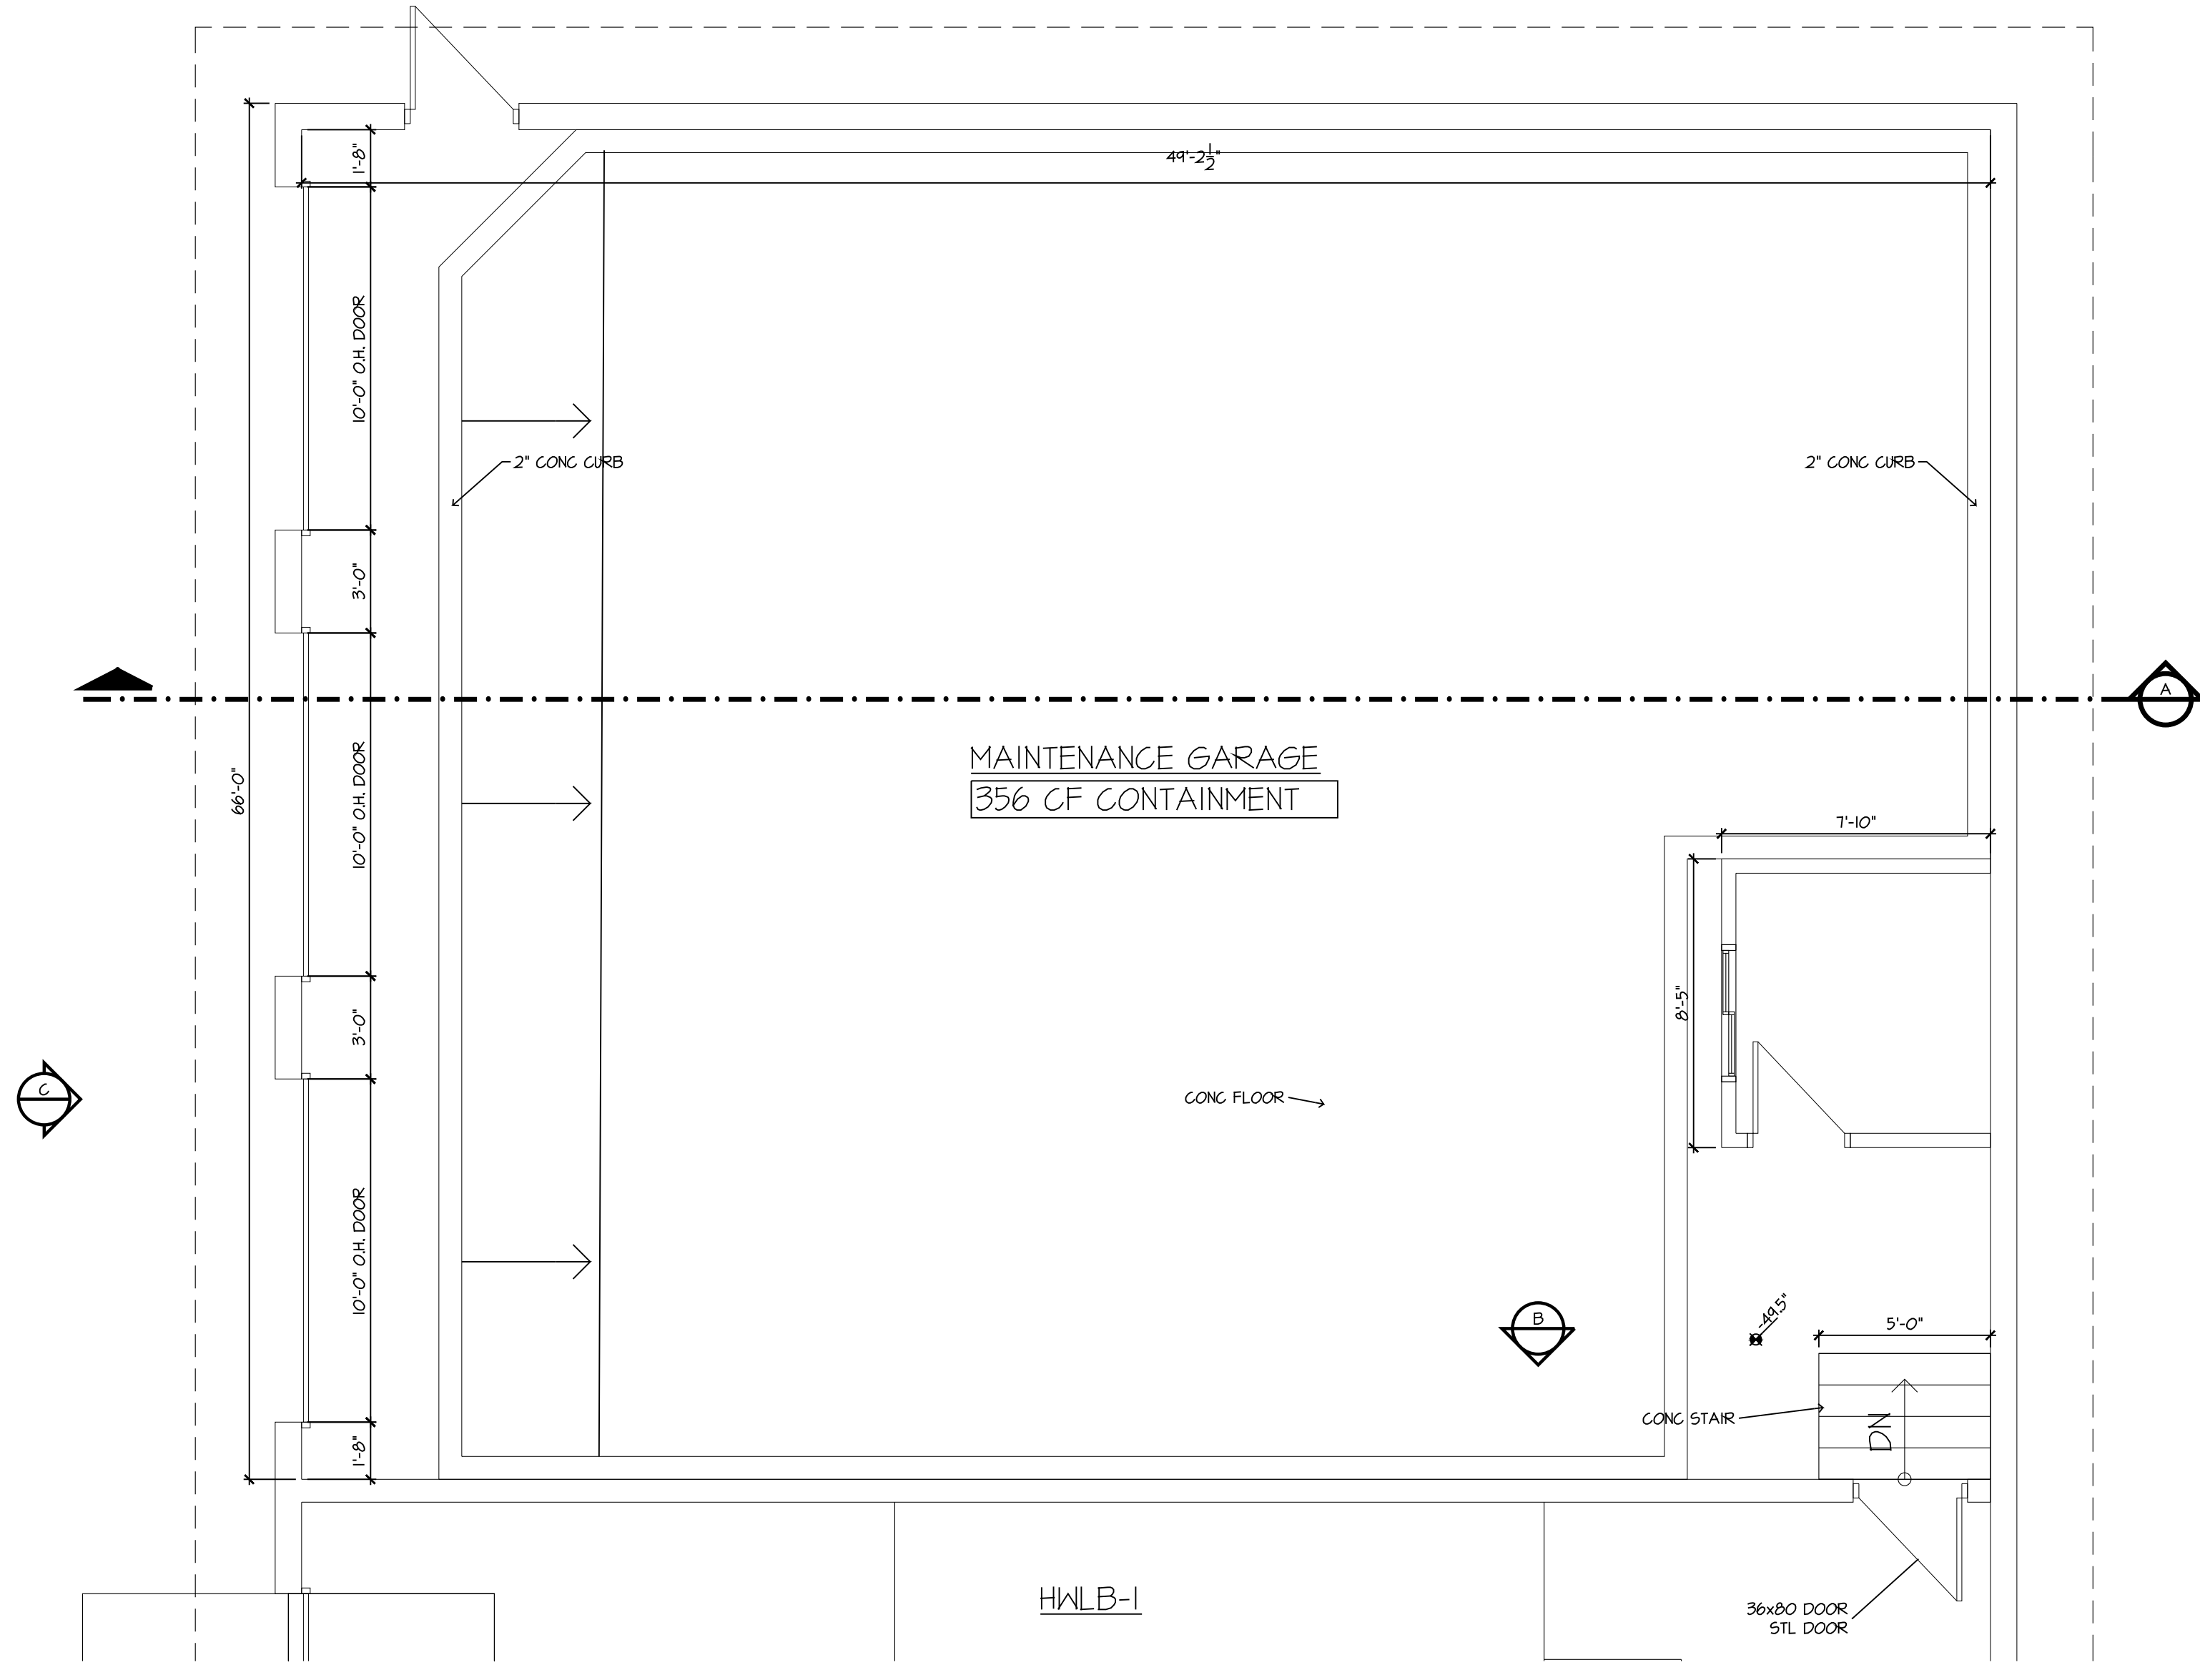 1'-8"
49'-2 1/2"
10'-0" O.H. DOOR
2" CONC CURB
2" CONC CURB
3'-0"
A
66'-0"
10'-0" O.H. DOOR
MAINTENANCE GARAGE
356 CF CONTAINMENT
7'-10"
8'-5"
3'-0"
C
CONC FLOOR
10'-0" O.H. DOOR
B
-49.5"
5'-0"
CONC STAIR
DN
1'-8"
HWLB-1
36x80 DOOR
STL DOOR